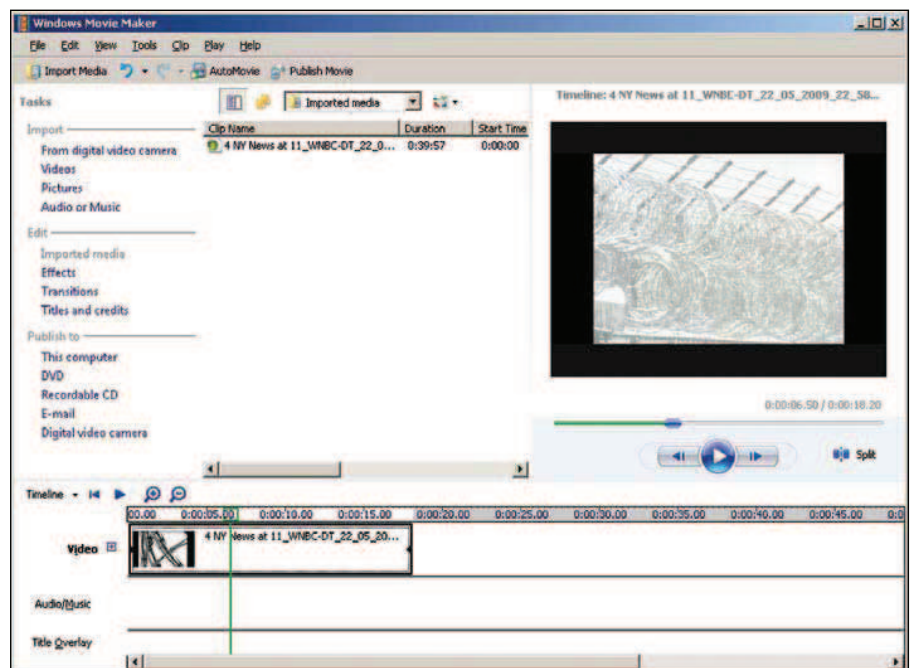 Windows Movie Maker
File Edit View Tools Clip Play Help
Import Media AutoMovie Publish Movie
Tasks
Import
From digital video camera
Videos
Pictures
Audio or Music
Edit
Imported media
Effects
Transitions
Titles and credits
Publish to
This computer
DVD
Recordable CD
E-mail
Digital video camera
Imported media
Clip Name Duration Start Time
4 NY News at 11_WNBC-DT_22_0... 0:39:57 0:00:00
Timeline: 4 NY News at 11_WNBC-DT_22_05_2009_22_58...
0:00:06.50 / 0:00:18.20
Split
Timeline
00.00 0:00:05.00 0:00:10.00 0:00:15.00 0:00:20.00 0:00:25.00 0:00:30.00 0:00:35.00 0:00:40.00 0:00:45.00 0:0
Video
4 NY News at 11_WNBC-DT_22_05_20...
Audio/Music
Title Overlay